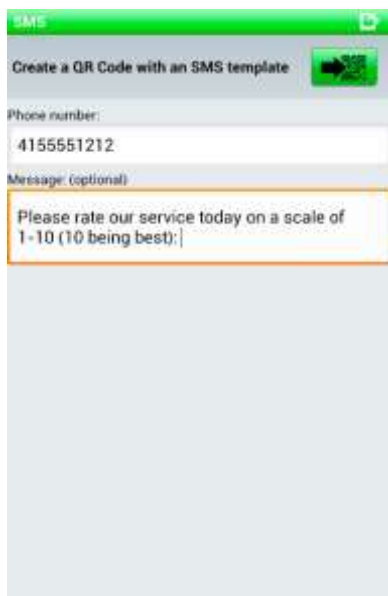 SMS
Create a QR Code with an SMS template
Phone number:
4155551212
Message: (optional)
Please rate our service today on a scale of
1-10 (10 being best):